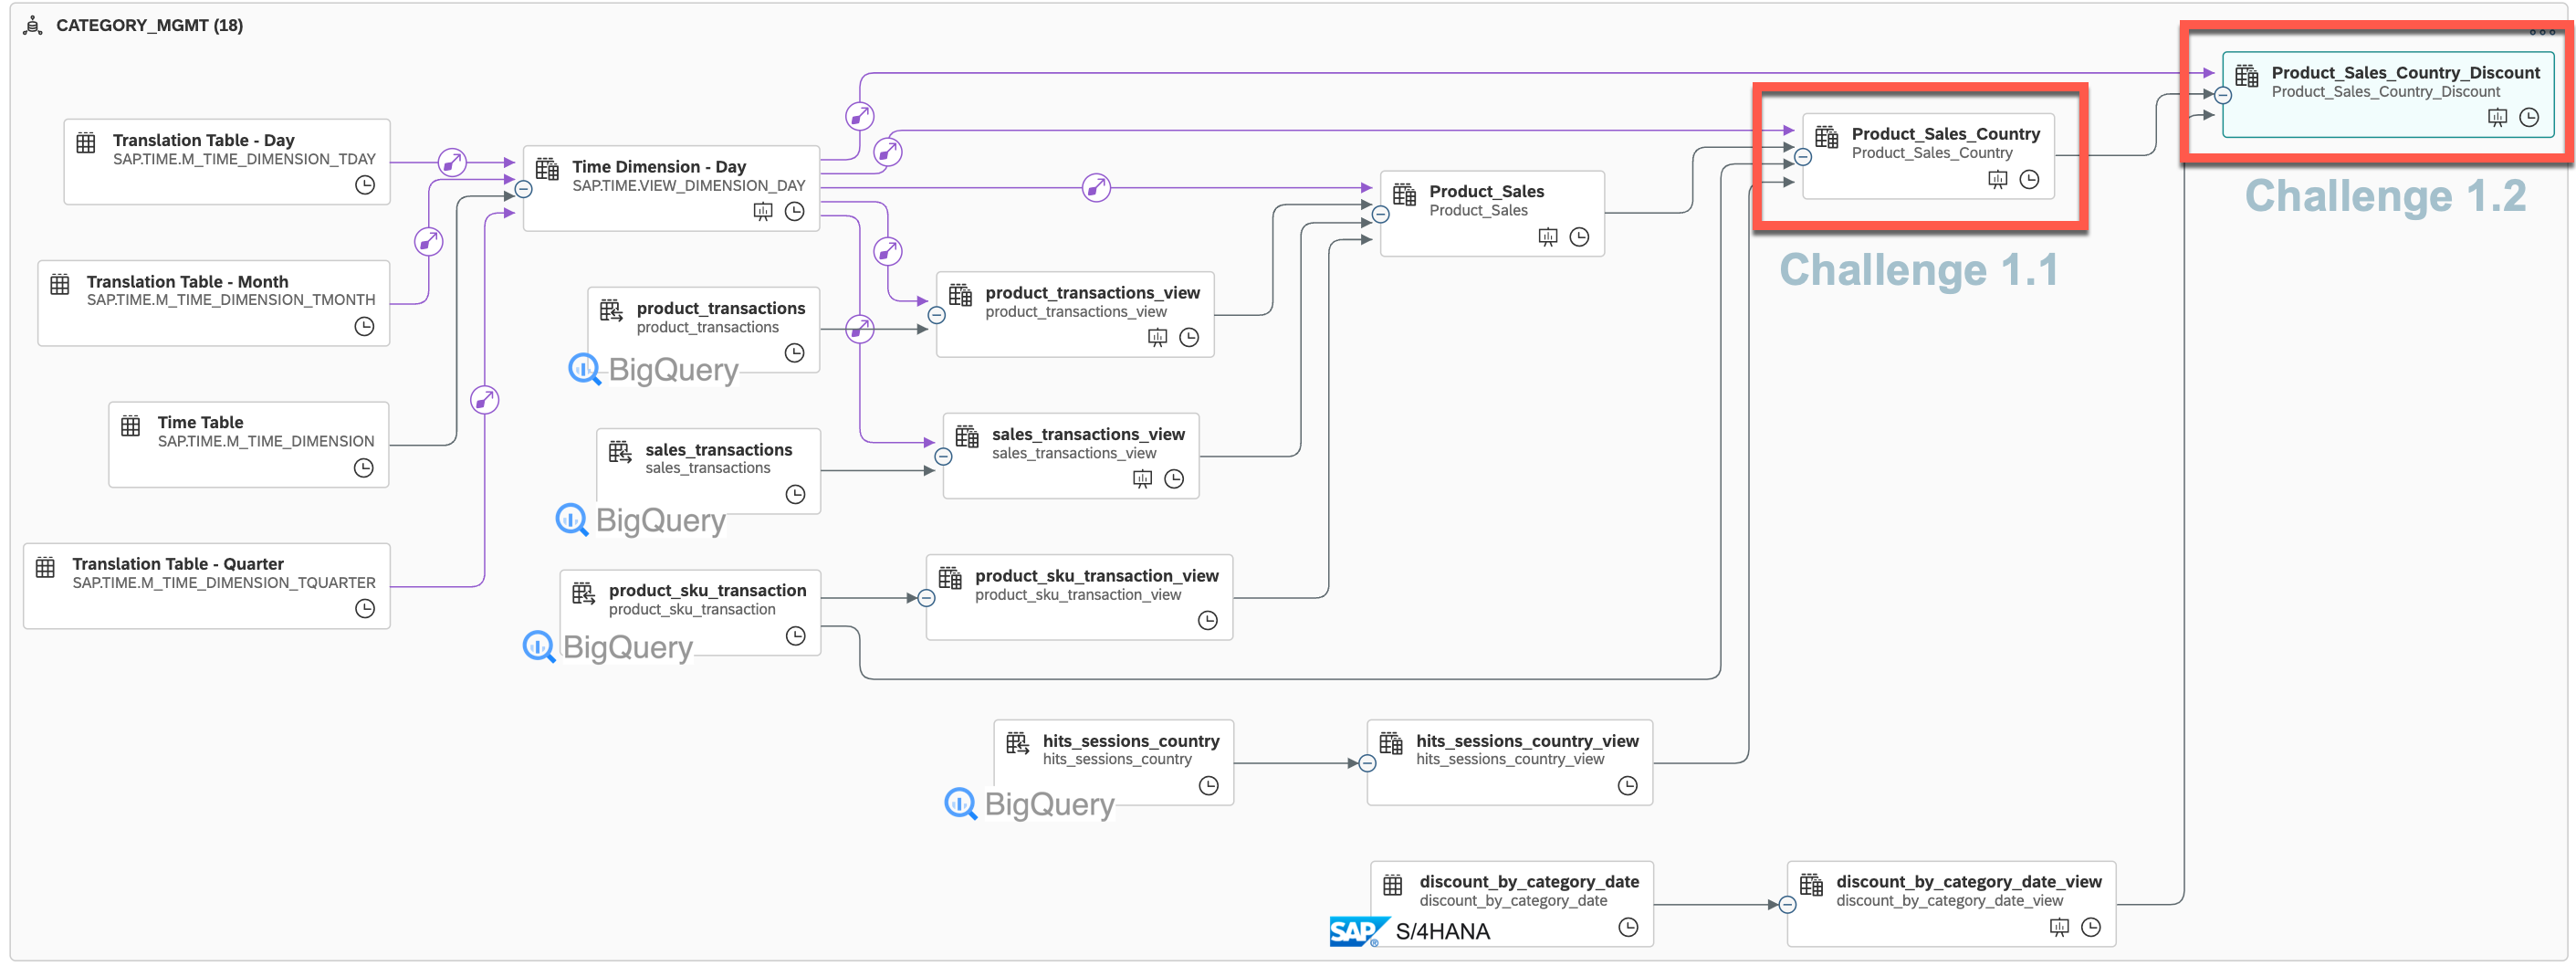 CATEGORY_MGMT (18)
Product_Sales_Country_Discount
Product_Sales_Country_Discount
Challenge 1.2
Product_Sales_Country
Product_Sales_Country
Challenge 1.1
Translation Table - Day
SAP.TIME.M_TIME_DIMENSION_TDAY
Time Dimension - Day
SAP.TIME.VIEW_DIMENSION_DAY
Product_Sales
Product_Sales
Translation Table - Month
SAP.TIME.M_TIME_DIMENSION_TMONTH
product_transactions
product_transactions
BigQuery
product_transactions_view
product_transactions_view
Time Table
SAP.TIME.M_TIME_DIMENSION
sales_transactions
sales_transactions
BigQuery
sales_transactions_view
sales_transactions_view
Translation Table - Quarter
SAP.TIME.M_TIME_DIMENSION_TQUARTER
product_sku_transaction
product_sku_transaction
BigQuery
product_sku_transaction_view
product_sku_transaction_view
hits_sessions_country
hits_sessions_country
BigQuery
hits_sessions_country_view
hits_sessions_country_view
discount_by_category_date
discount_by_category_date
SAP® S/4HANA
discount_by_category_date_view
discount_by_category_date_view